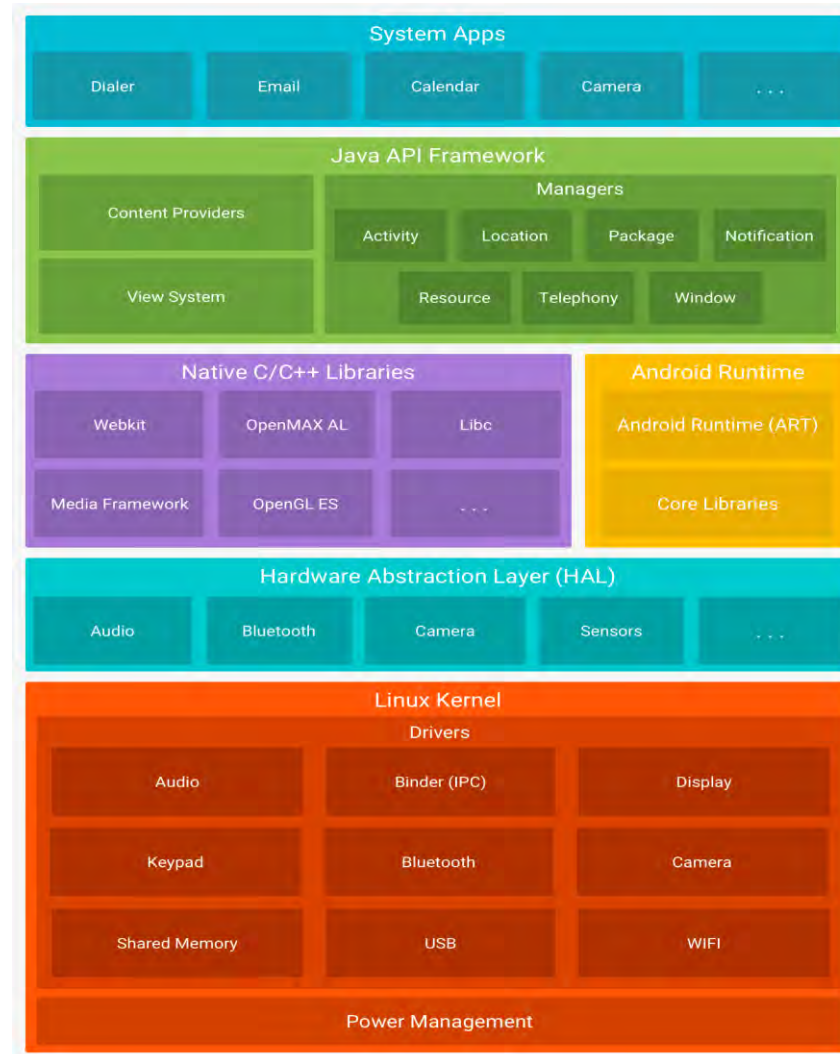 System Apps
Dialer
Email
Calendar
Camera
. . .
Java API Framework
Content Providers
View System
Managers
Activity
Location
Package
Notification
Resource
Telephony
Window
Native C/C++ Libraries
Webkit
OpenMAX AL
Libc
Media Framework
OpenGL ES
. . .
Android Runtime
Android Runtime (ART)
Core Libraries
Hardware Abstraction Layer (HAL)
Audio
Bluetooth
Camera
Sensors
. . .
Linux Kernel
Drivers
Audio
Binder (IPC)
Display
Keypad
Bluetooth
Camera
Shared Memory
USB
WIFI
Power Management